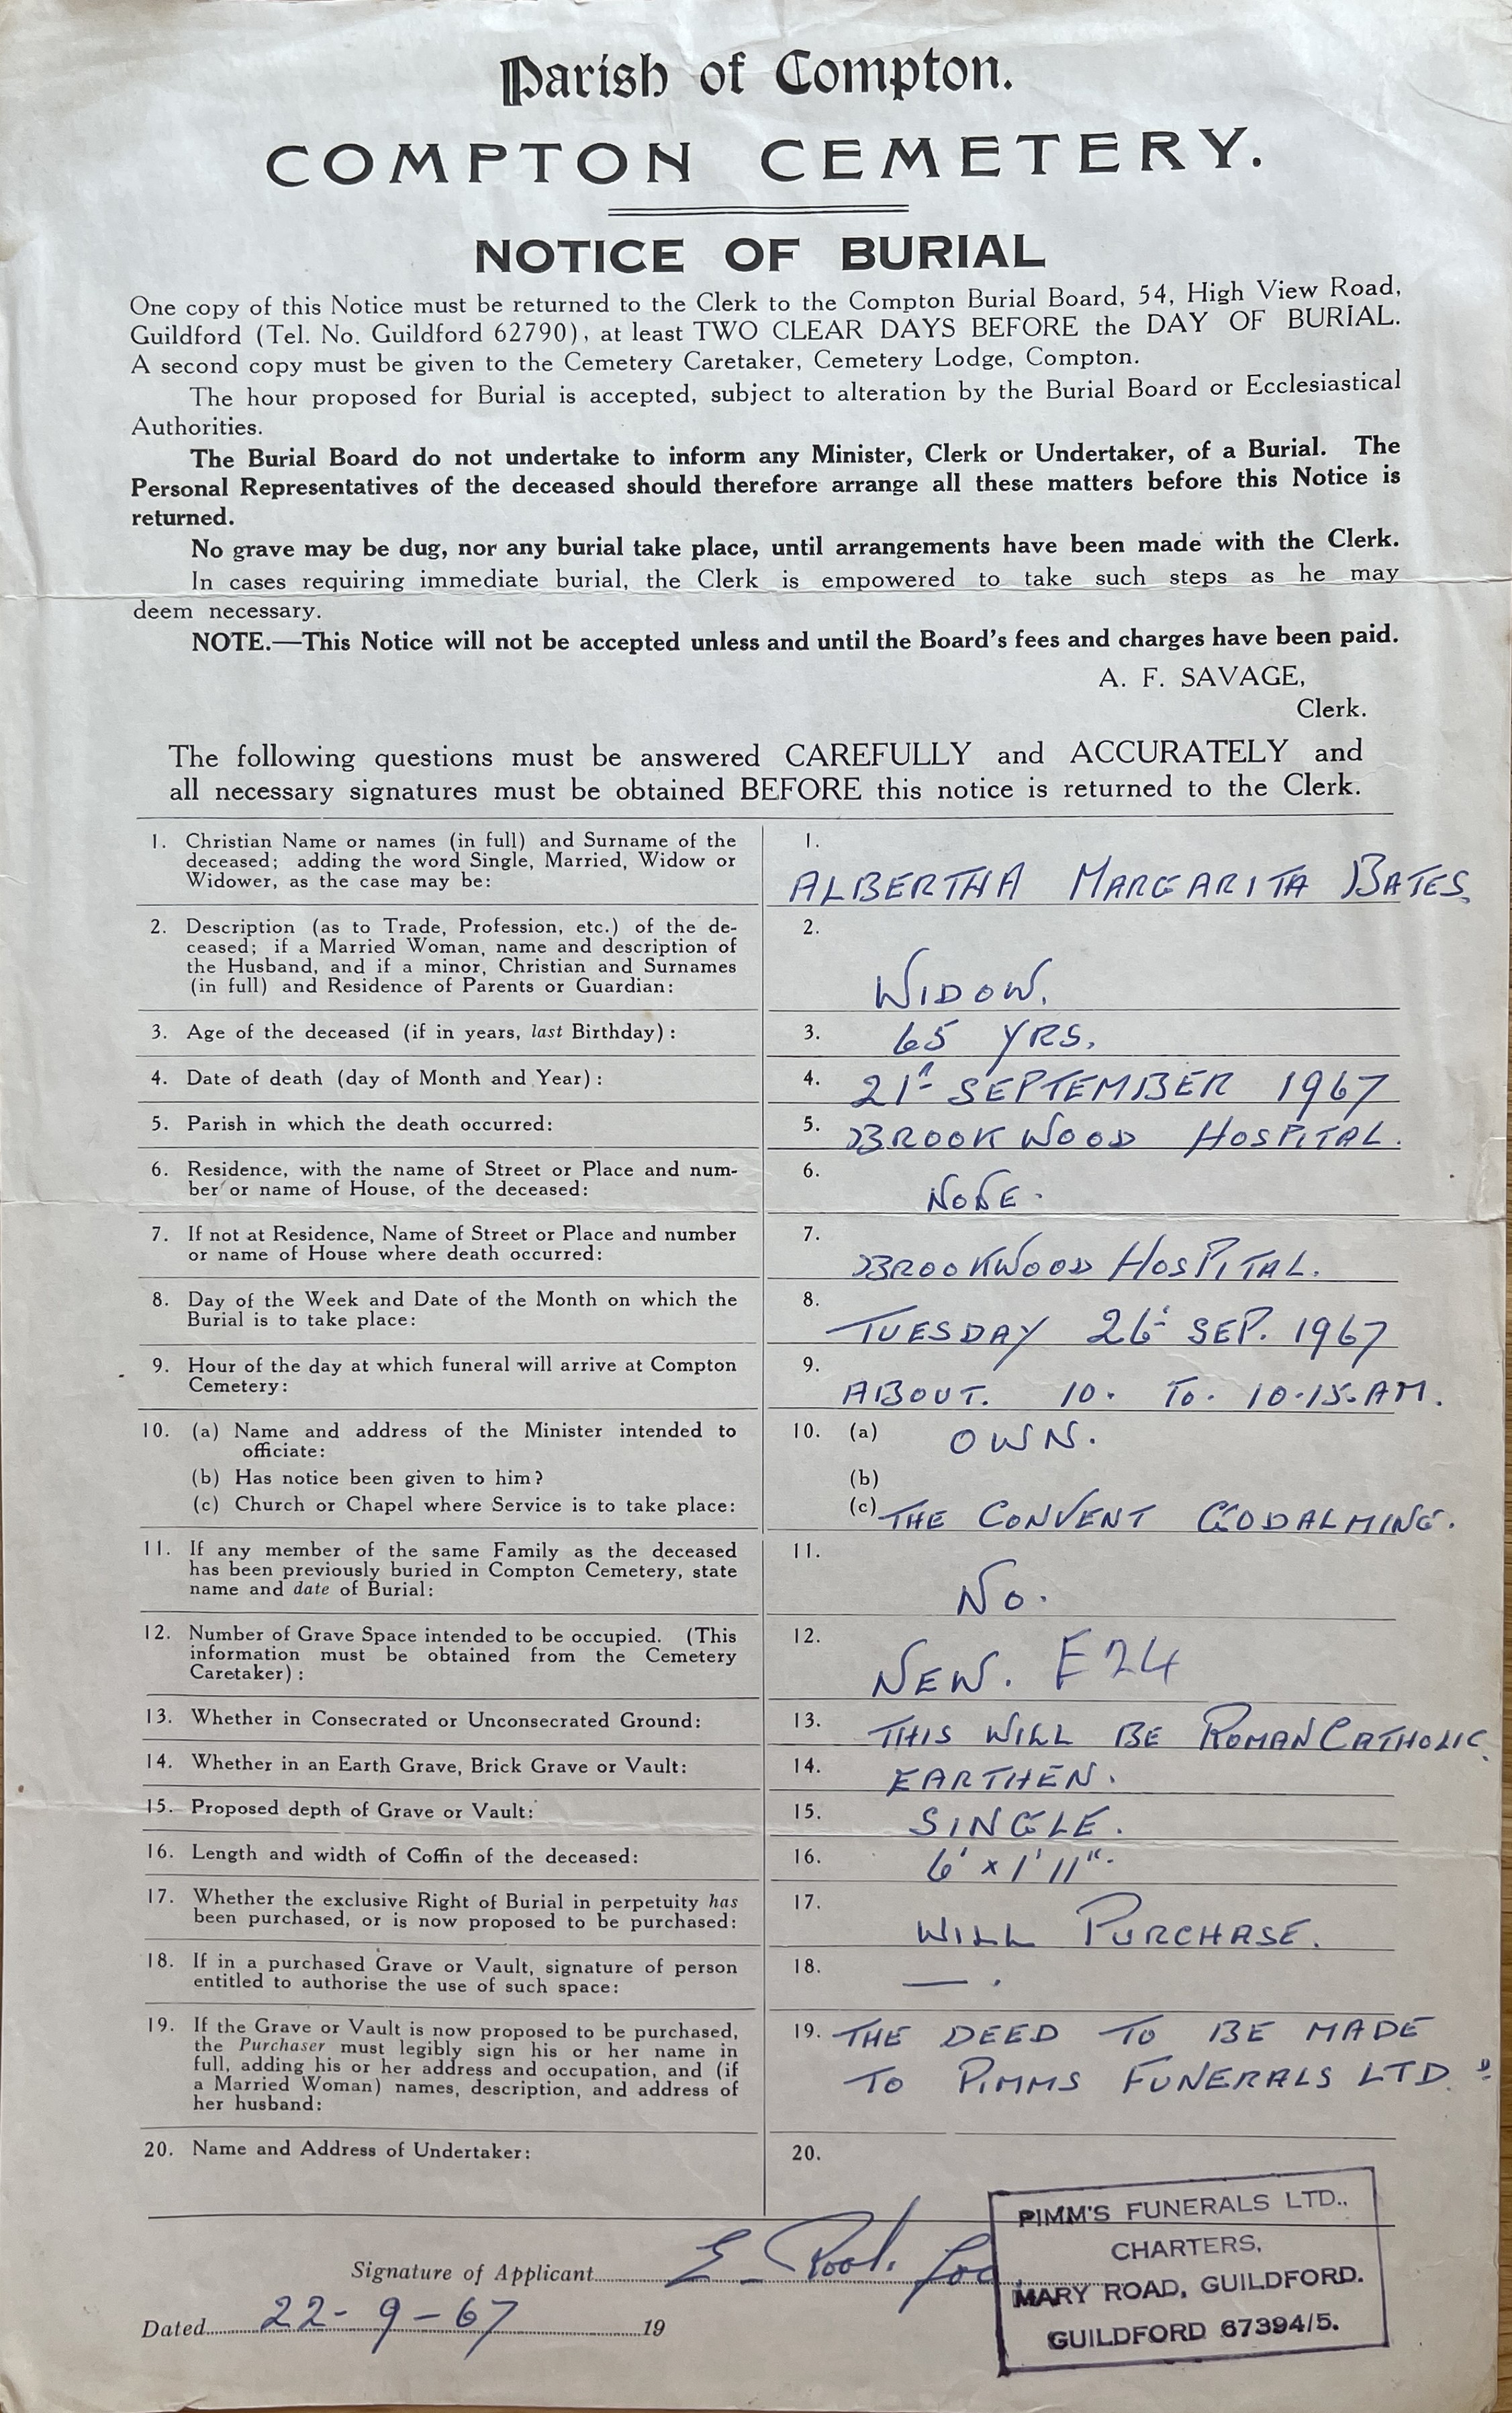 Parish of Compton.
COMPTON CEMETERY.
NOTICE OF BURIAL
One copy of this Notice must be returned to the Clerk to the Compton Burial Board, 54, High View Road,
Guildford (Tel. No. Guildford 62790), at least TWO CLEAR DAYS BEFORE the DAY OF BURIAL.
A second copy must be given to the Cemetery Caretaker, Cemetery Lodge, Compton.
The hour proposed for Burial is accepted, subject to alteration by the Burial Board or Ecclesiastical
Authorities.
The Burial Board do not undertake to inform any Minister, Clerk or Undertaker, of a Burial. The
Personal Representatives of the deceased should therefore arrange all these matters before this Notice is
returned.
No grave may be dug, nor any burial take place, until arrangements have been made with the Clerk.
In cases requiring immediate burial, the Clerk is empowered to take such steps as he may
deem necessary.
NOTE.—This Notice will not be accepted unless and until the Board's fees and charges have been paid.
A. F. SAVAGE,
Clerk.
The following questions must be answered CAREFULLY and ACCURATELY and
all necessary signatures must be obtained BEFORE this notice is returned to the Clerk.
1. Christian Name or names (in full) and Surname of the
deceased; adding the word Single, Married, Widow or
Widower, as the case may be:
1.
ALBERTHA MARGARITA BATES.
2. Description (as to Trade, Profession, etc.) of the de-
ceased; if a Married Woman, name and description of
the Husband, and if a minor, Christian and Surnames
(in full) and Residence of Parents or Guardian:
2.
WIDOW.
3. Age of the deceased (if in years, last Birthday):
3. 65 YRS.
4. Date of death (day of Month and Year):
4. 21st SEPTEMBER 1967
5. Parish in which the death occurred:
5. BROOKWOOD HOSPITAL.
6. Residence, with the name of Street or Place and num-
ber or name of House, of the deceased:
6.
NONE.
7. If not at Residence, Name of Street or Place and number
or name of House where death occurred:
7.
BROOKWOOD HOSPITAL.
8. Day of the Week and Date of the Month on which the
Burial is to take place:
8.
TUESDAY 26 SEP. 1967
9. Hour of the day at which funeral will arrive at Compton
Cemetery:
9.
ABOUT. 10. TO. 10.15.AM.
10. (a) Name and address of the Minister intended to
officiate:
(b) Has notice been given to him?
(c) Church or Chapel where Service is to take place:
10. (a) OWN.
(b)
(c) THE CONVENT GODALMING.
11. If any member of the same Family as the deceased
has been previously buried in Compton Cemetery, state
name and date of Burial:
11.
NO.
12. Number of Grave Space intended to be occupied. (This
information must be obtained from the Cemetery
Caretaker):
12.
NEW. E24
13. Whether in Consecrated or Unconsecrated Ground:
13. THIS WILL BE ROMAN CATHOLIC.
14. Whether in an Earth Grave, Brick Grave or Vault:
14. EARTHEN.
15. Proposed depth of Grave or Vault:
15. SINGLE.
16. Length and width of Coffin of the deceased:
16. 6' x 1' 11".
17. Whether the exclusive Right of Burial in perpetuity has
been purchased, or is now proposed to be purchased:
17.
WILL PURCHASE.
18. If in a purchased Grave or Vault, signature of person
entitled to authorise the use of such space:
18.
— .
19. If the Grave or Vault is now proposed to be purchased,
the Purchaser must legibly sign his or her name in
full, adding his or her address and occupation, and (if
a Married Woman) names, description, and address of
her husband:
19. THE DEED TO BE MADE
TO PIMMS FUNERALS LTD.
20. Name and Address of Undertaker:
20.
PIMM'S FUNERALS LTD.,
CHARTERS,
MARY ROAD, GUILDFORD.
GUILDFORD 67394/5.
Signature of Applicant E. for
Dated 22-9-67 19